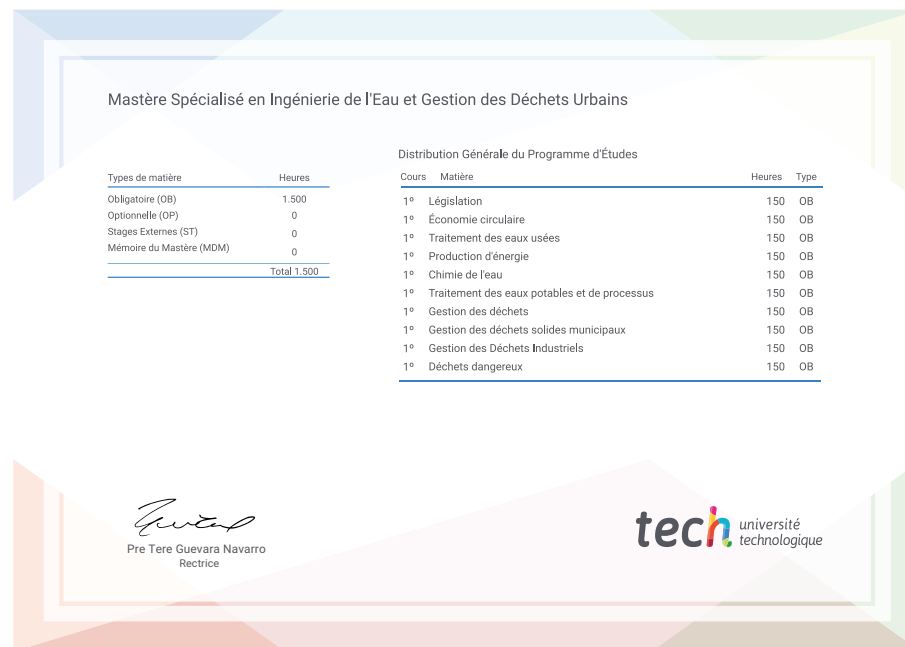 Mastère Spécialisé en Ingénierie de l'Eau et Gestion des Déchets Urbains
Types de matière Heures
Obligatoire (OB) 1.500
Optionnelle (OP) 0
Stages Externes (ST) 0
Mémoire du Mastère (MDM) 0
Total 1.500
Distribution Générale du Programme d'Études
Cours Matière Heures Type
1º Législation 150 OB
1º Économie circulaire 150 OB
1º Traitement des eaux usées 150 OB
1º Production d'énergie 150 OB
1º Chimie de l'eau 150 OB
1º Traitement des eaux potables et de processus 150 OB
1º Gestion des déchets 150 OB
1º Gestion des déchets solides municipaux 150 OB
1º Gestion des Déchets Industriels 150 OB
1º Déchets dangereux 150 OB
Pre Tere Guevara Navarro
Rectrice
tech université
technologique